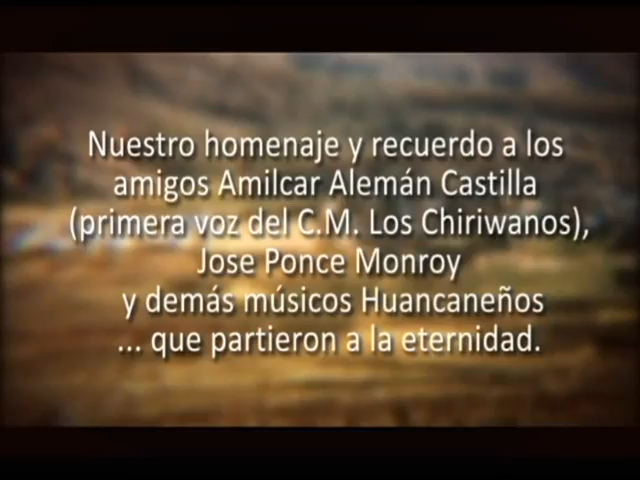 Nuestro homenaje y recuerdo a los
amigos Amilcar Alemán Castilla
(primera voz del C.M. Los Chiriwanos),
Jose Ponce Monroy
y demás músicos Huancaneños
... que partieron a la eternidad.